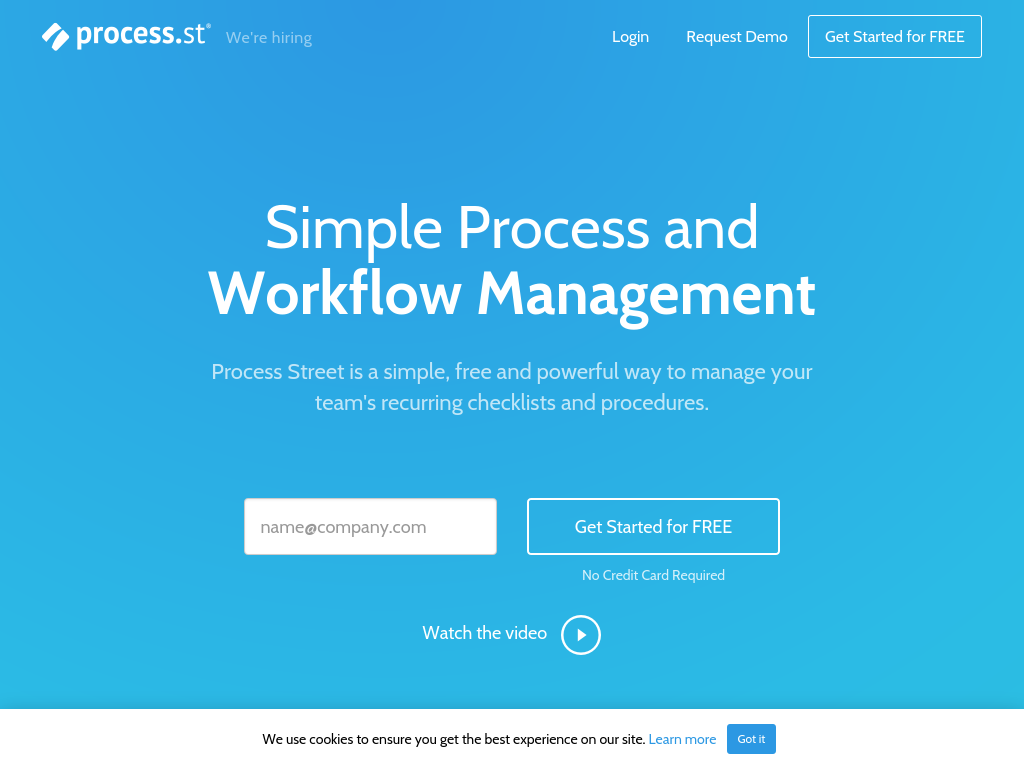 process.st®
We're hiring
Login
Request Demo
Get Started for FREE
Simple Process and
Workflow Management
Process Street is a simple, free and powerful way to manage your
team's recurring checklists and procedures.
name@company.com
Get Started for FREE
No Credit Card Required
Watch the video
We use cookies to ensure you get the best experience on our site. Learn more
Got it